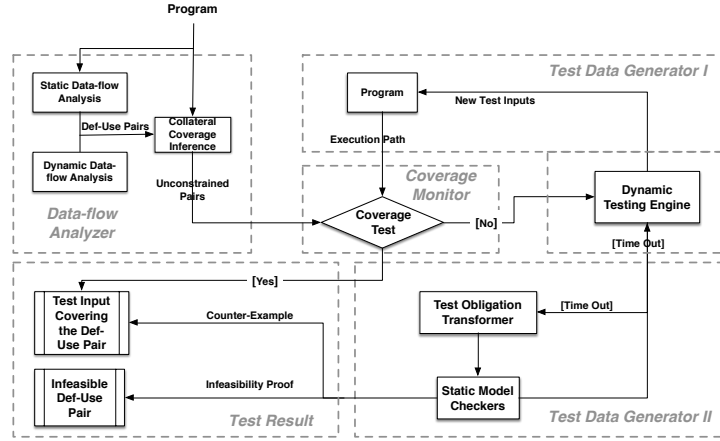 Program
Static Data-flow
Analysis
Def-Use Pairs
Dynamic Data-
flow Analysis
Collateral
Coverage
Inference
Unconstrained
Pairs
Data-flow
Analyzer
Test Data Generator I
Program
New Test Inputs
Execution Path
Coverage
Monitor
Coverage
Test
[No]
Dynamic
Testing Engine
[Time Out]
[Yes]
Test Input
Covering
the Def-
Use Pair
Counter-Example
Infeasible
Def-Use
Pair
Infeasibility Proof
Test Result
Test Obligation
Transformer
[Time Out]
Static Model
Checkers
Test Data Generator II